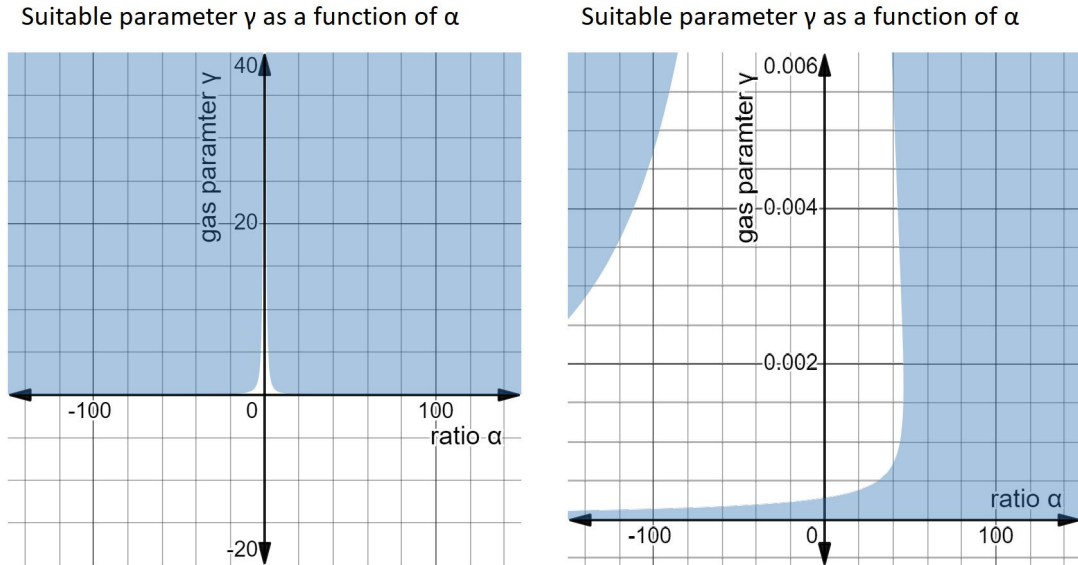 Suitable parameter γ as a function of α
40
gas paramter γ
20
-100
0
100
ratio α
-20
Suitable parameter γ as a function of α
0.006
gas paramter γ
0.004
0.002
ratio α
-100
0
100